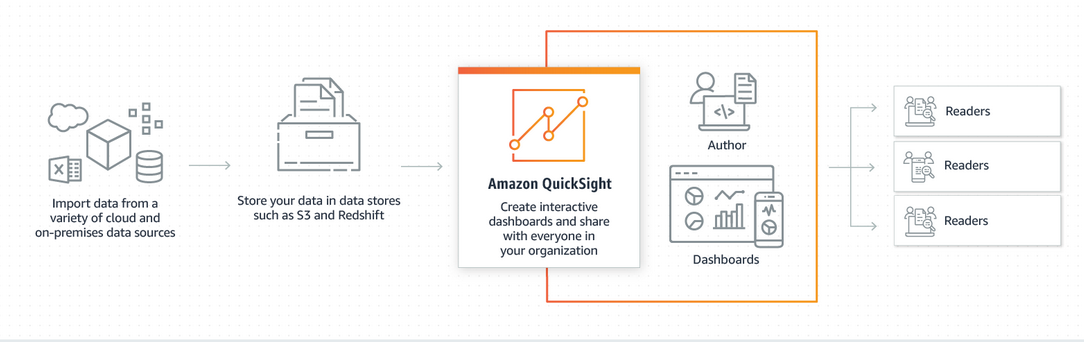 Import data from a
variety of cloud and
on-premises data sources
Store your data in data stores
such as S3 and Redshift
Amazon QuickSight
Create interactive
dashboards and share
with everyone in
your organization
Author
Dashboards
Readers
Readers
Readers